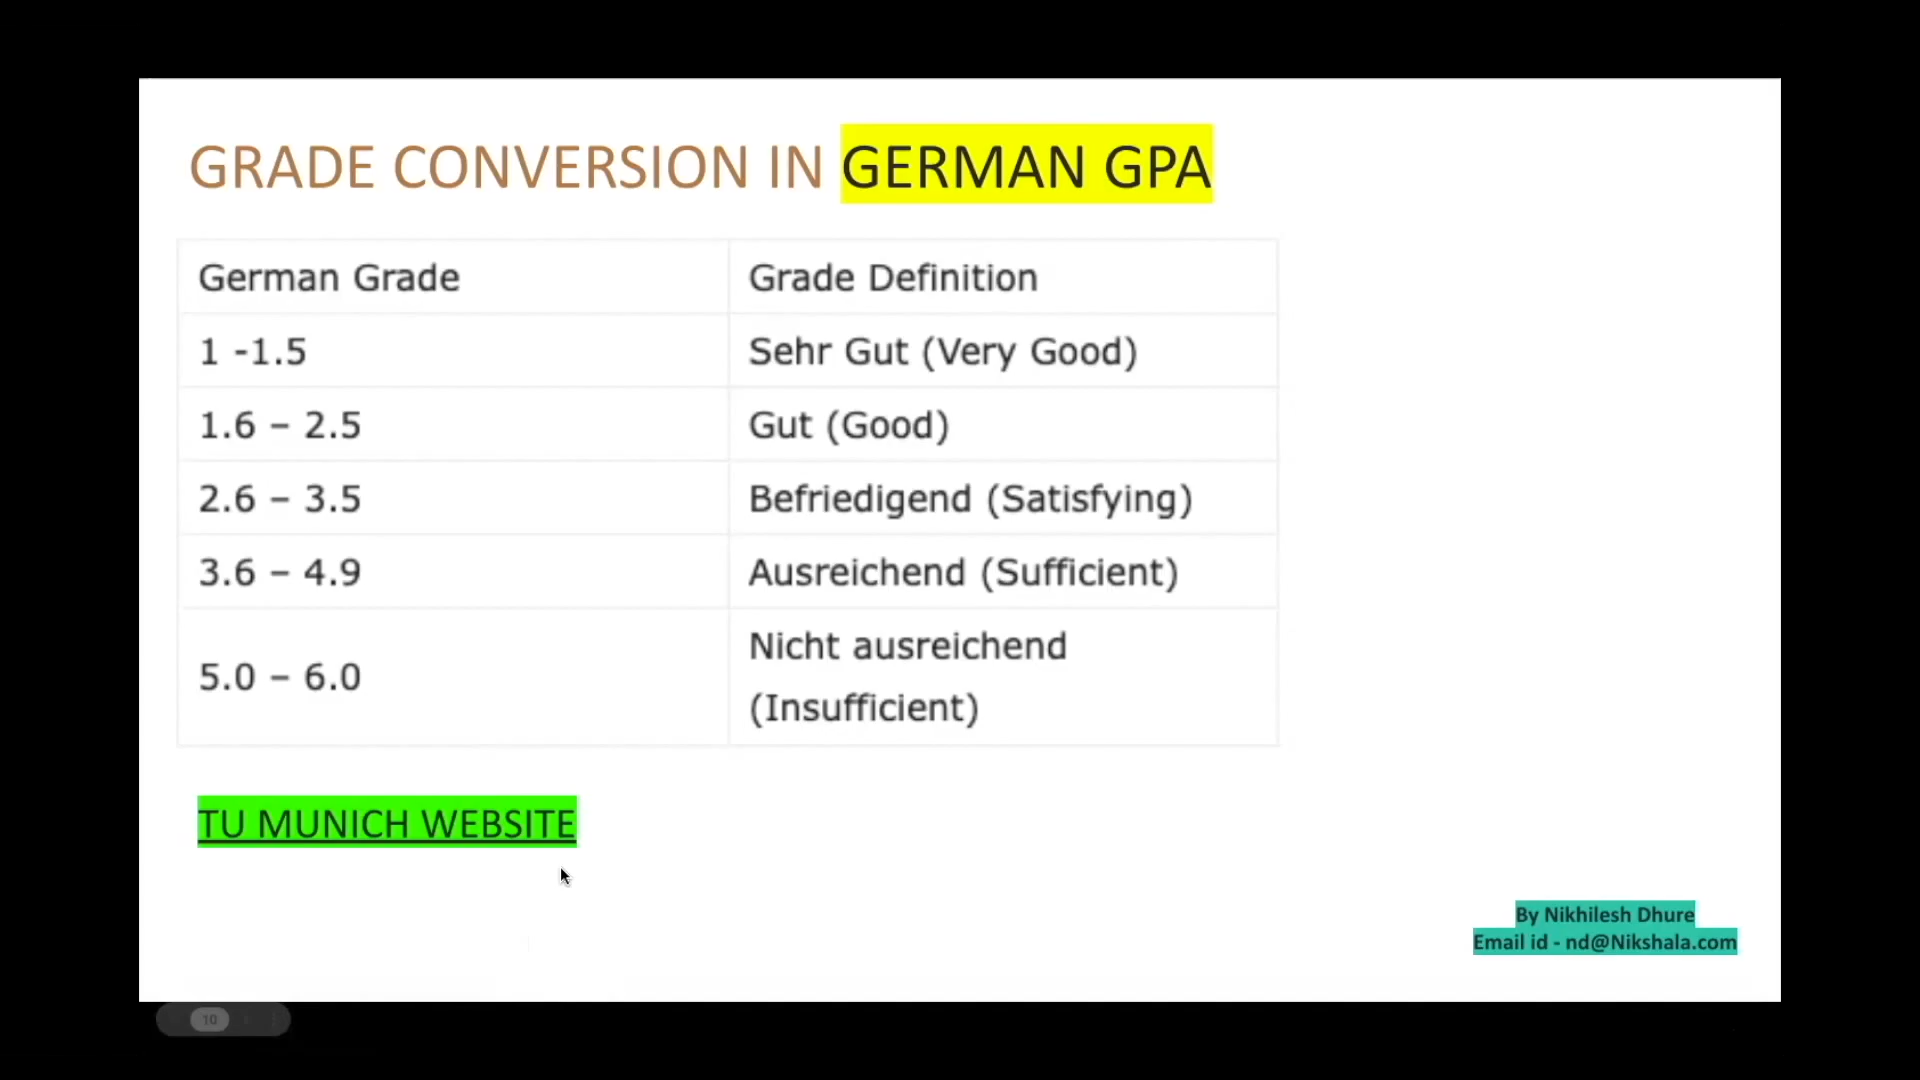 GRADE CONVERSION IN GERMAN GPA
German Grade Grade Definition
1 -1.5 Sehr Gut (Very Good)
1.6 – 2.5 Gut (Good)
2.6 – 3.5 Befriedigend (Satisfying)
3.6 – 4.9 Ausreichend (Sufficient)
5.0 – 6.0 Nicht ausreichend
(Insufficient)
TU MUNICH WEBSITE
By Nikhilesh Dhure
Email id - nd@Nikshala.com
10